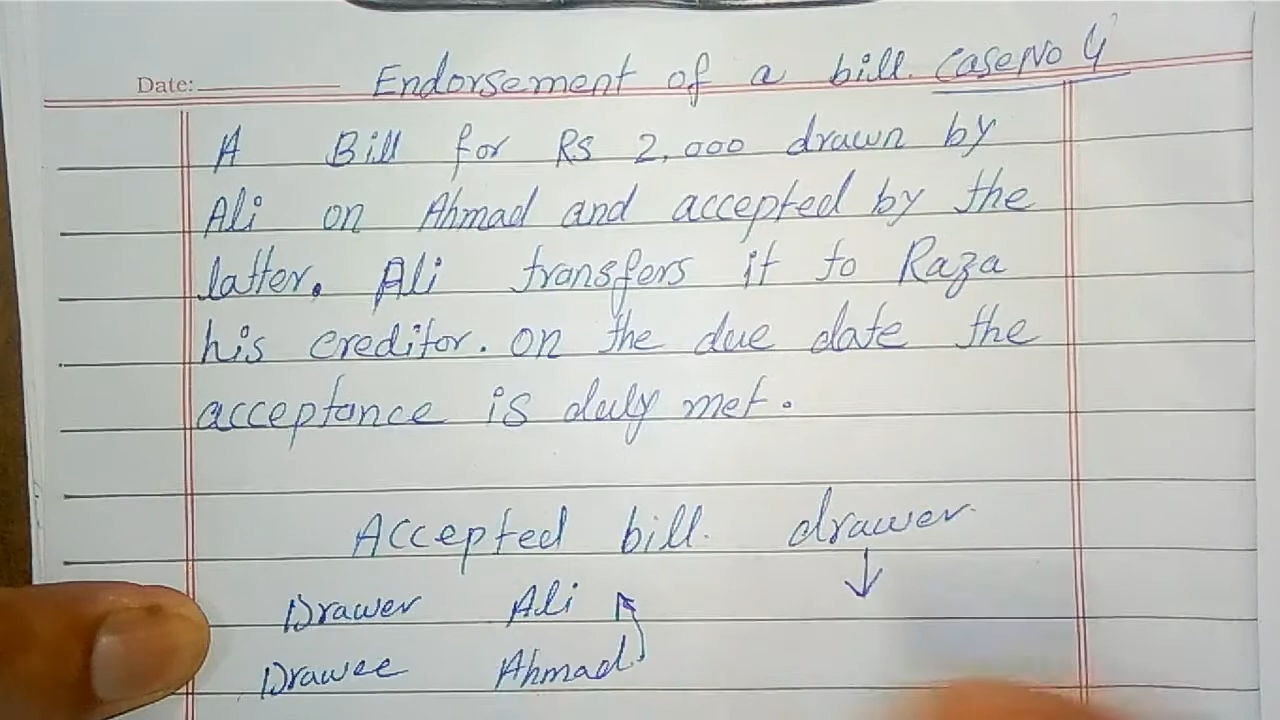 Date: Endorsement of a bill. Case No 4
A Bill for Rs 2,000 drawn by
Ali on Ahmad and accepted by the
latter. Ali transfers it to Raza
his creditor. on the due date the
acceptance is duly met.
Accepted bill. drawer.
Drawer Ali
Drawee Ahmad